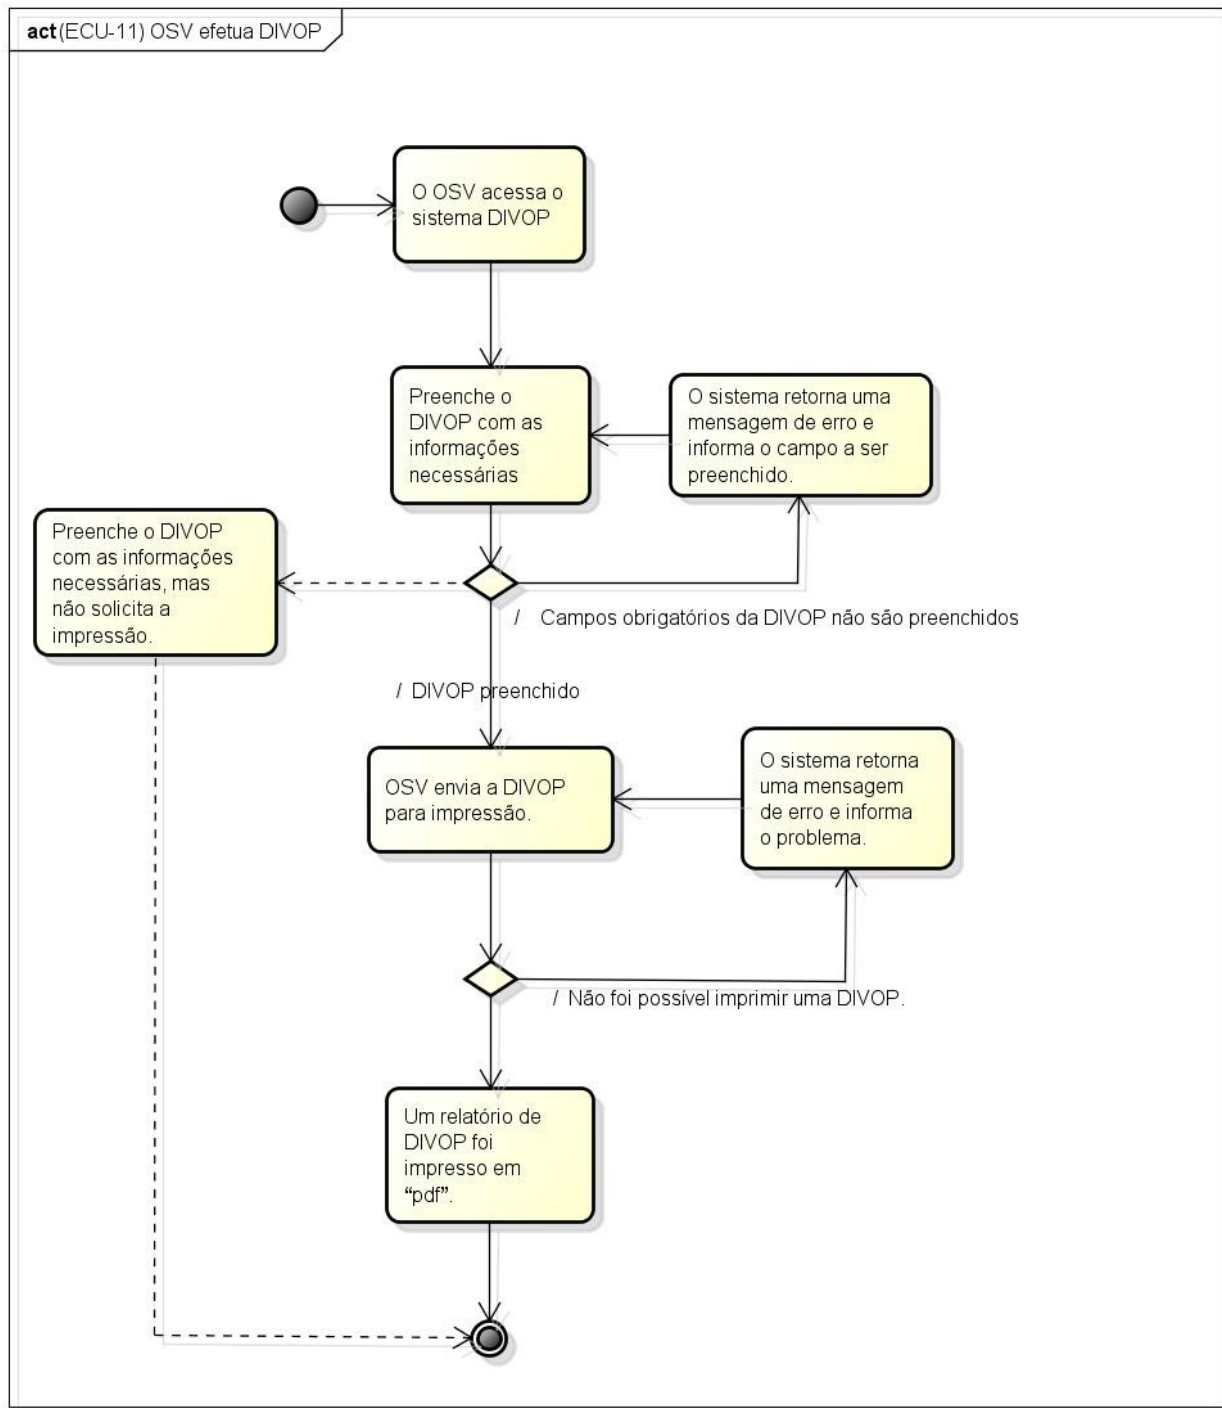 act(ECU-11) OSV efetua DIVOP
O OSV acessa o
sistema DIVOP
Preenche o
DIVOP com as
informações
necessárias
O sistema retorna uma
mensagem de erro e
informa o campo a ser
preenchido.
Preenche o DIVOP
com as informações
necessárias, mas
não solicita a
impressão.
/ Campos obrigatórios da DIVOP não são preenchidos
/ DIVOP preenchido
OSV envia a DIVOP
para impressão.
O sistema retorna
uma mensagem
de erro e informa
o problema.
/ Não foi possível imprimir uma DIVOP.
Um relatório de
DIVOP foi
impresso em
“pdf”.